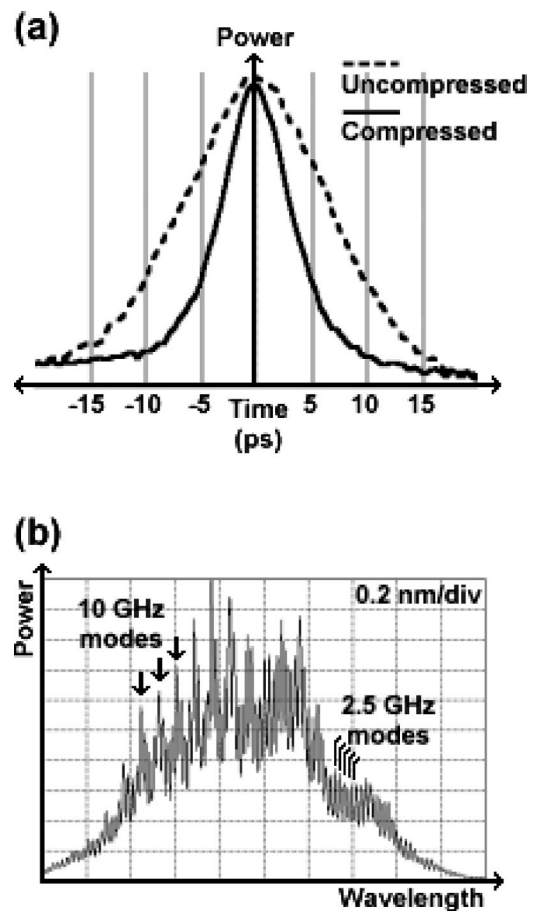 (a)
Power
Uncompressed
Compressed
-15 -10 -5 Time 5 10 15
(ps)
(b)
Power
10 GHz
modes
0.2 nm/div
2.5 GHz
modes
Wavelength